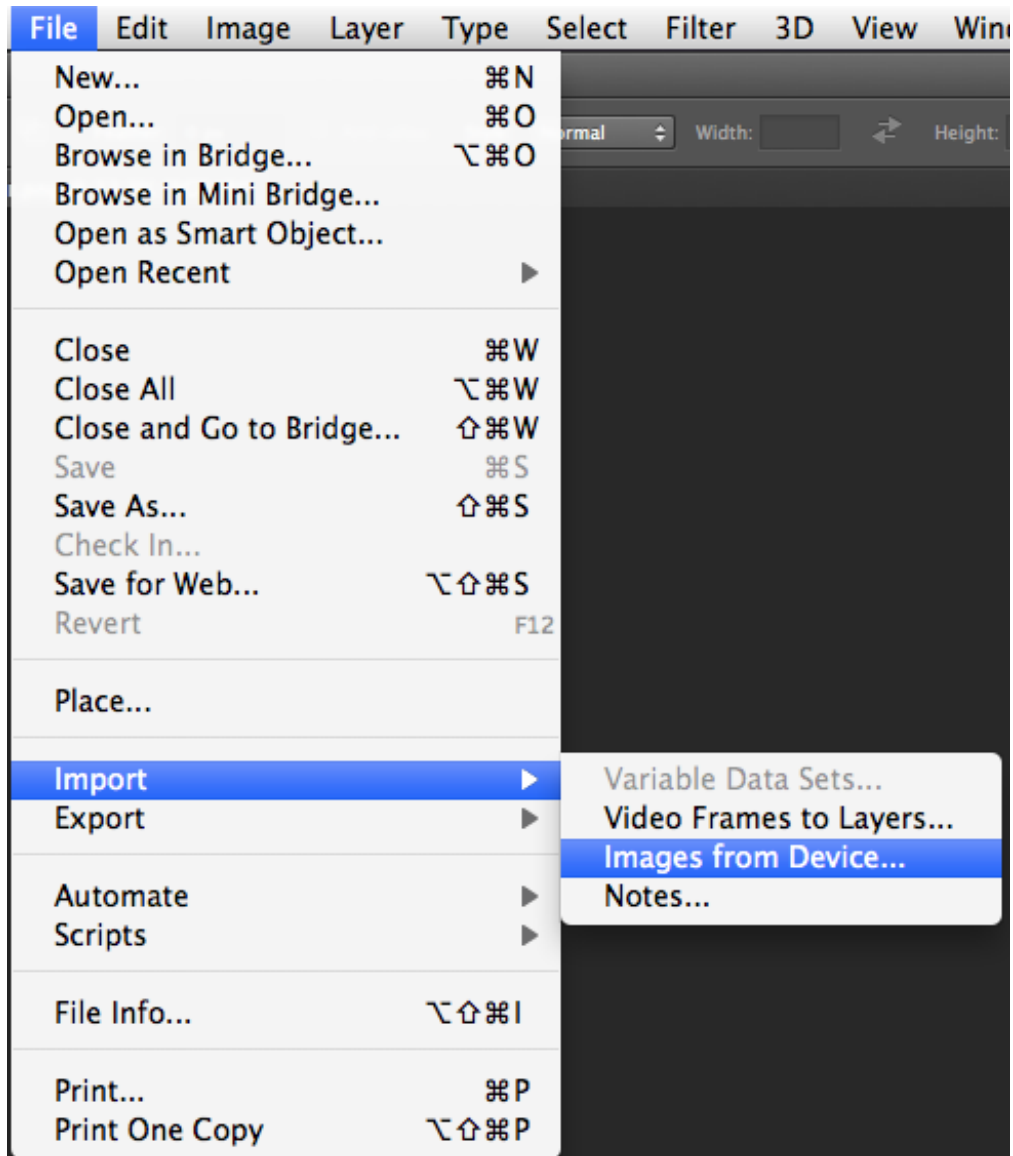 File Edit Image Layer Type Select Filter 3D View
New... ⌘N
Open... ⌘O
Normal Width: Height:
Browse in Bridge... ⌥⌘O
Browse in Mini Bridge...
Open as Smart Object...
Open Recent ▶
Close ⌘W
Close All ⌥⌘W
Close and Go to Bridge... ⇧⌘W
Save ⌘S
Save As... ⇧⌘S
Check In...
Save for Web... ⌥⇧⌘S
Revert F12
Place...
Import ▶
Export ▶
Variable Data Sets...
Video Frames to Layers...
Images from Device...
Notes...
Automate ▶
Scripts ▶
File Info... ⌥⇧⌘I
Print... ⌘P
Print One Copy ⌥⇧⌘P